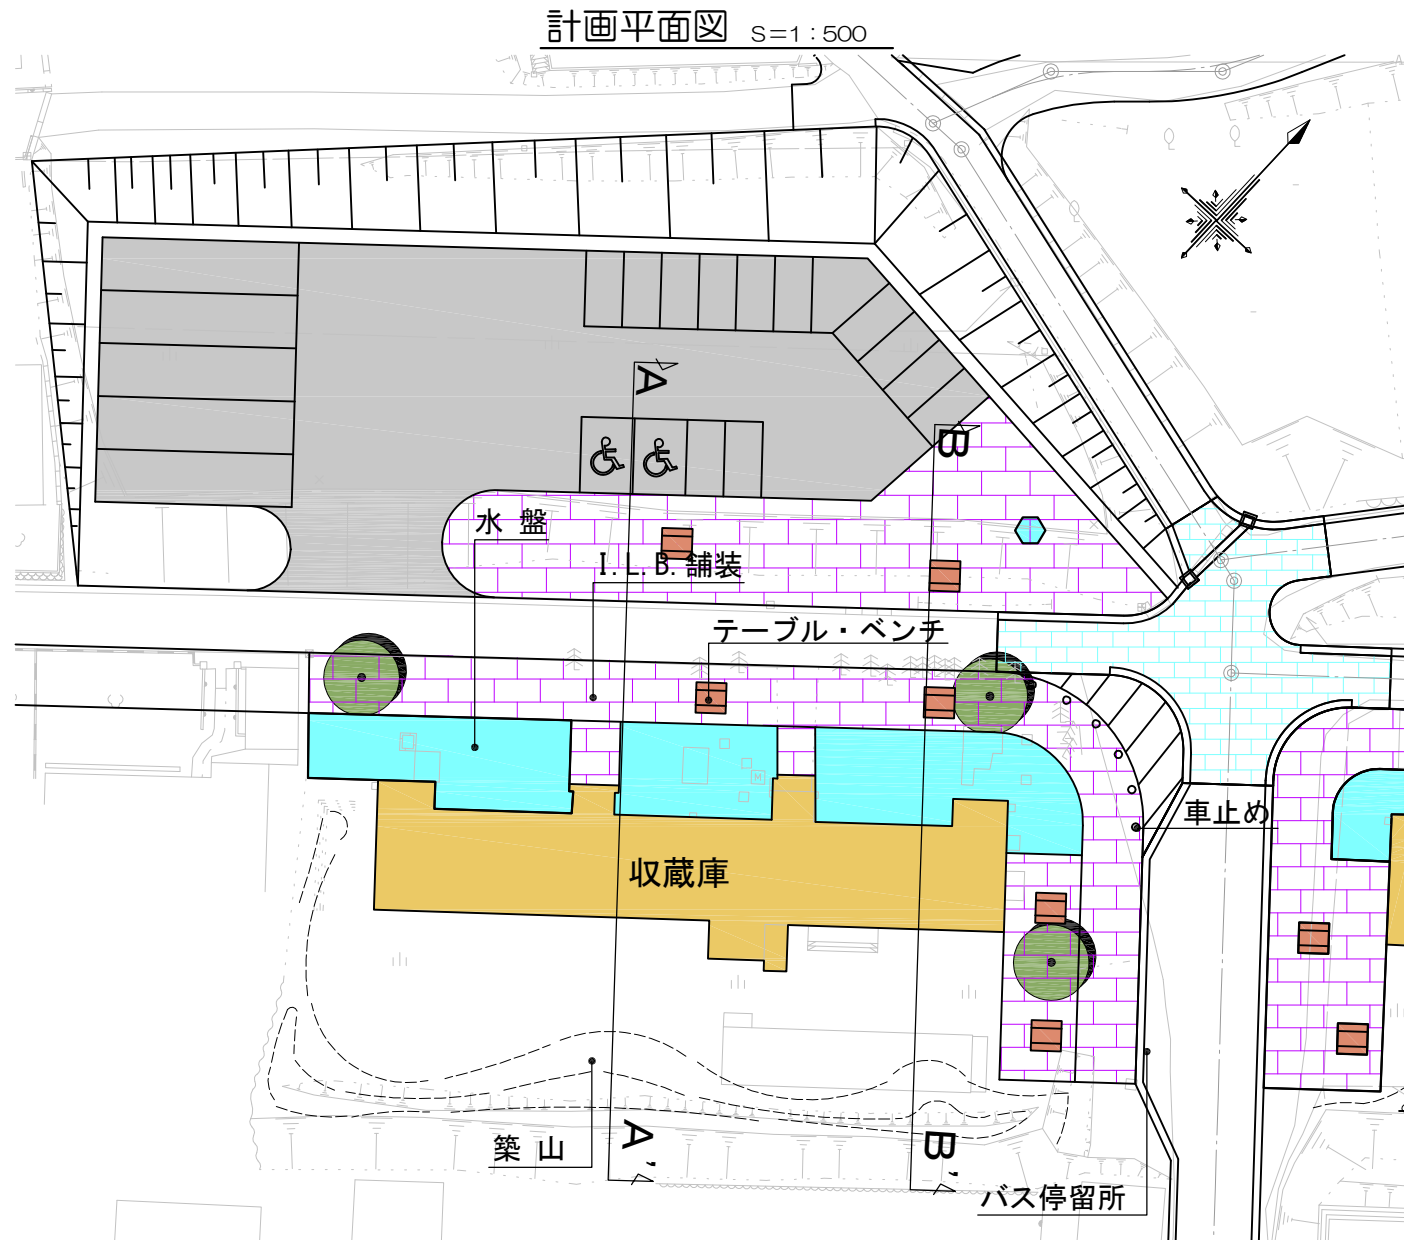 計画平面図 S=1:500
A
B
水 盤
I.L.B.舗装
テーブル・ベンチ
車止め
収蔵庫
M
A'
B'
築 山
バス停留所